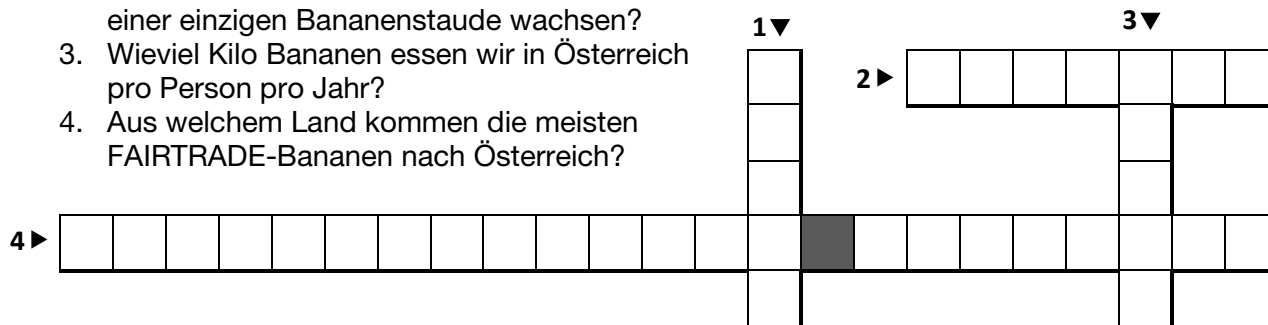 einer einzigen Bananenstaude wachsen?
3. Wieviel Kilo Bananen essen wir in Österreich
pro Person pro Jahr?
4. Aus welchem Land kommen die meisten
FAIRTRADE-Bananen nach Österreich?
1▼
3▼
2►
4►